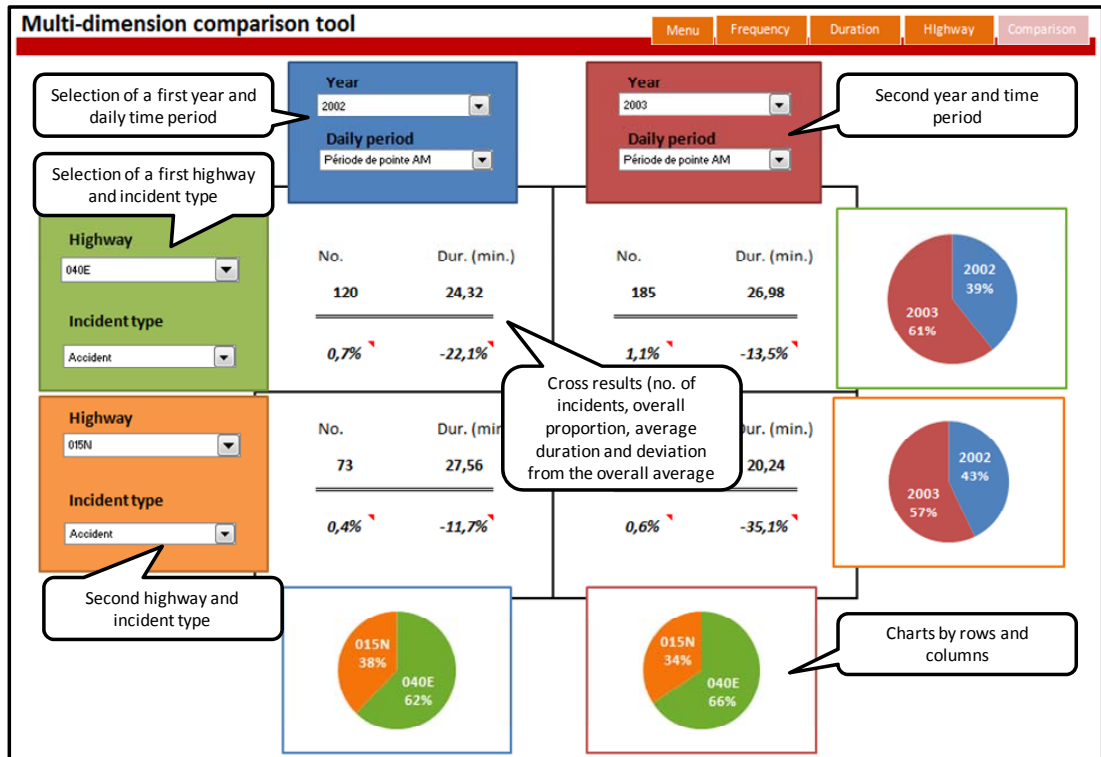 Multi-dimension comparison tool
Menu
Frequency
Duration
Highway
Comparison
Selection of a first year and
daily time period
Year
2002
Daily period
Période de pointe AM
Year
2003
Daily period
Période de pointe AM
Second year and time
period
Selection of a first highway
and incident type
Highway
040E
Incident type
Accident
No. Dur. (min.)
120 24,32
0,7% -22,1%
No. Dur. (min.)
185 26,98
1,1% -13,5%
2002
39%
2003
61%
Cross results (no. of
incidents, overall
proportion, average
duration and deviation
from the overall average
Highway
015N
Incident type
Accident
No. Dur. (min
73 27,56
0,4% -11,7%
Dur. (min.)
20,24
0,6% -35,1%
2002
43%
2003
57%
Second highway and
incident type
015N
38%
040E
62%
015N
34%
040E
66%
Charts by rows and
columns